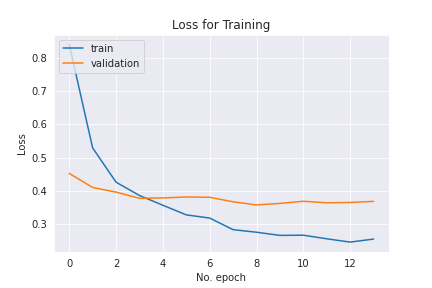 Loss for Training
train
validation
Loss
0.8
0.7
0.6
0.5
0.4
0.3
0 2 4 6 8 10 12
No. epoch